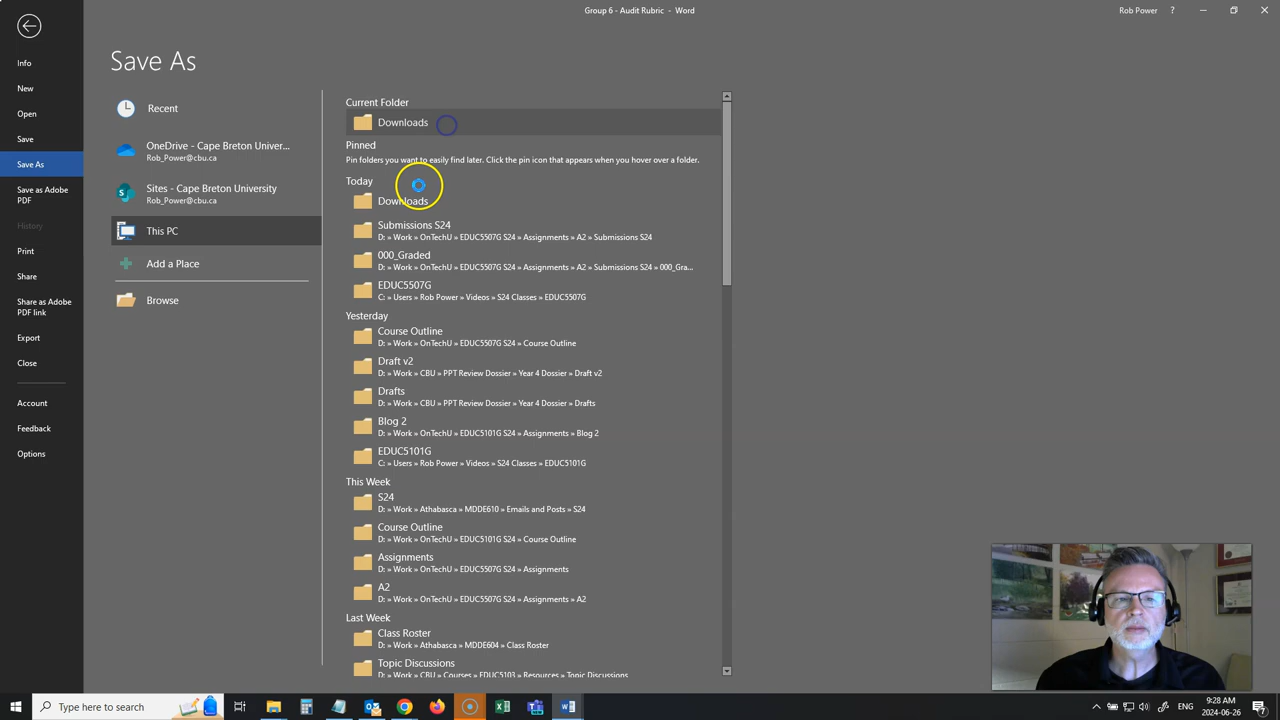 Group 6 - Audit Rubric - Word
Rob Power
?
Save As
Info
New
Open
Save
Save As
Save as Adobe
PDF
History
Print
Share
Share as Adobe
PDF link
Export
Close
Account
Feedback
Options
Recent
OneDrive - Cape Breton Univer...
Rob_Power@cbu.ca
Sites - Cape Breton University
Rob_Power@cbu.ca
This PC
Add a Place
Browse
Current Folder
Downloads
Pinned
Pin folders you want to easily find later. Click the pin icon that appears when you hover over a folder.
Today
Downloads
Submissions S24
D: » Work » OnTechU » EDUC5507G S24 » Assignments » A2 » Submissions S24
000_Graded
D: » Work » OnTechU » EDUC5507G S24 » Assignments » A2 » Submissions S24 » 000_Gra...
EDUC5507G
C: » Users » Rob Power » Videos » S24 Classes » EDUC5507G
Yesterday
Course Outline
D: » Work » OnTechU » EDUC5507G S24 » Course Outline
Draft v2
D: » Work » CBU » PPT Review Dossier » Year 4 Dossier » Draft v2
Drafts
D: » Work » CBU » PPT Review Dossier » Year 4 Dossier » Drafts
Blog 2
D: » Work » OnTechU » EDUC5101G S24 » Assignments » Blog 2
EDUC5101G
C: » Users » Rob Power » Videos » S24 Classes » EDUC5101G
This Week
S24
D: » Work » Athabasca » MDDE610 » Emails and Posts » S24
Course Outline
D: » Work » OnTechU » EDUC5101G S24 » Course Outline
Assignments
D: » Work » OnTechU » EDUC5507G S24 » Assignments
A2
D: » Work » OnTechU » EDUC5507G S24 » Assignments » A2
Last Week
Class Roster
D: » Work » Athabasca » MDDE604 » Class Roster
Topic Discussions
D: » Work » CBU » Courses » EDUC5103 » Resources » Topic Discussions
Type here to search
ENG
9:28 AM
2024-06-26